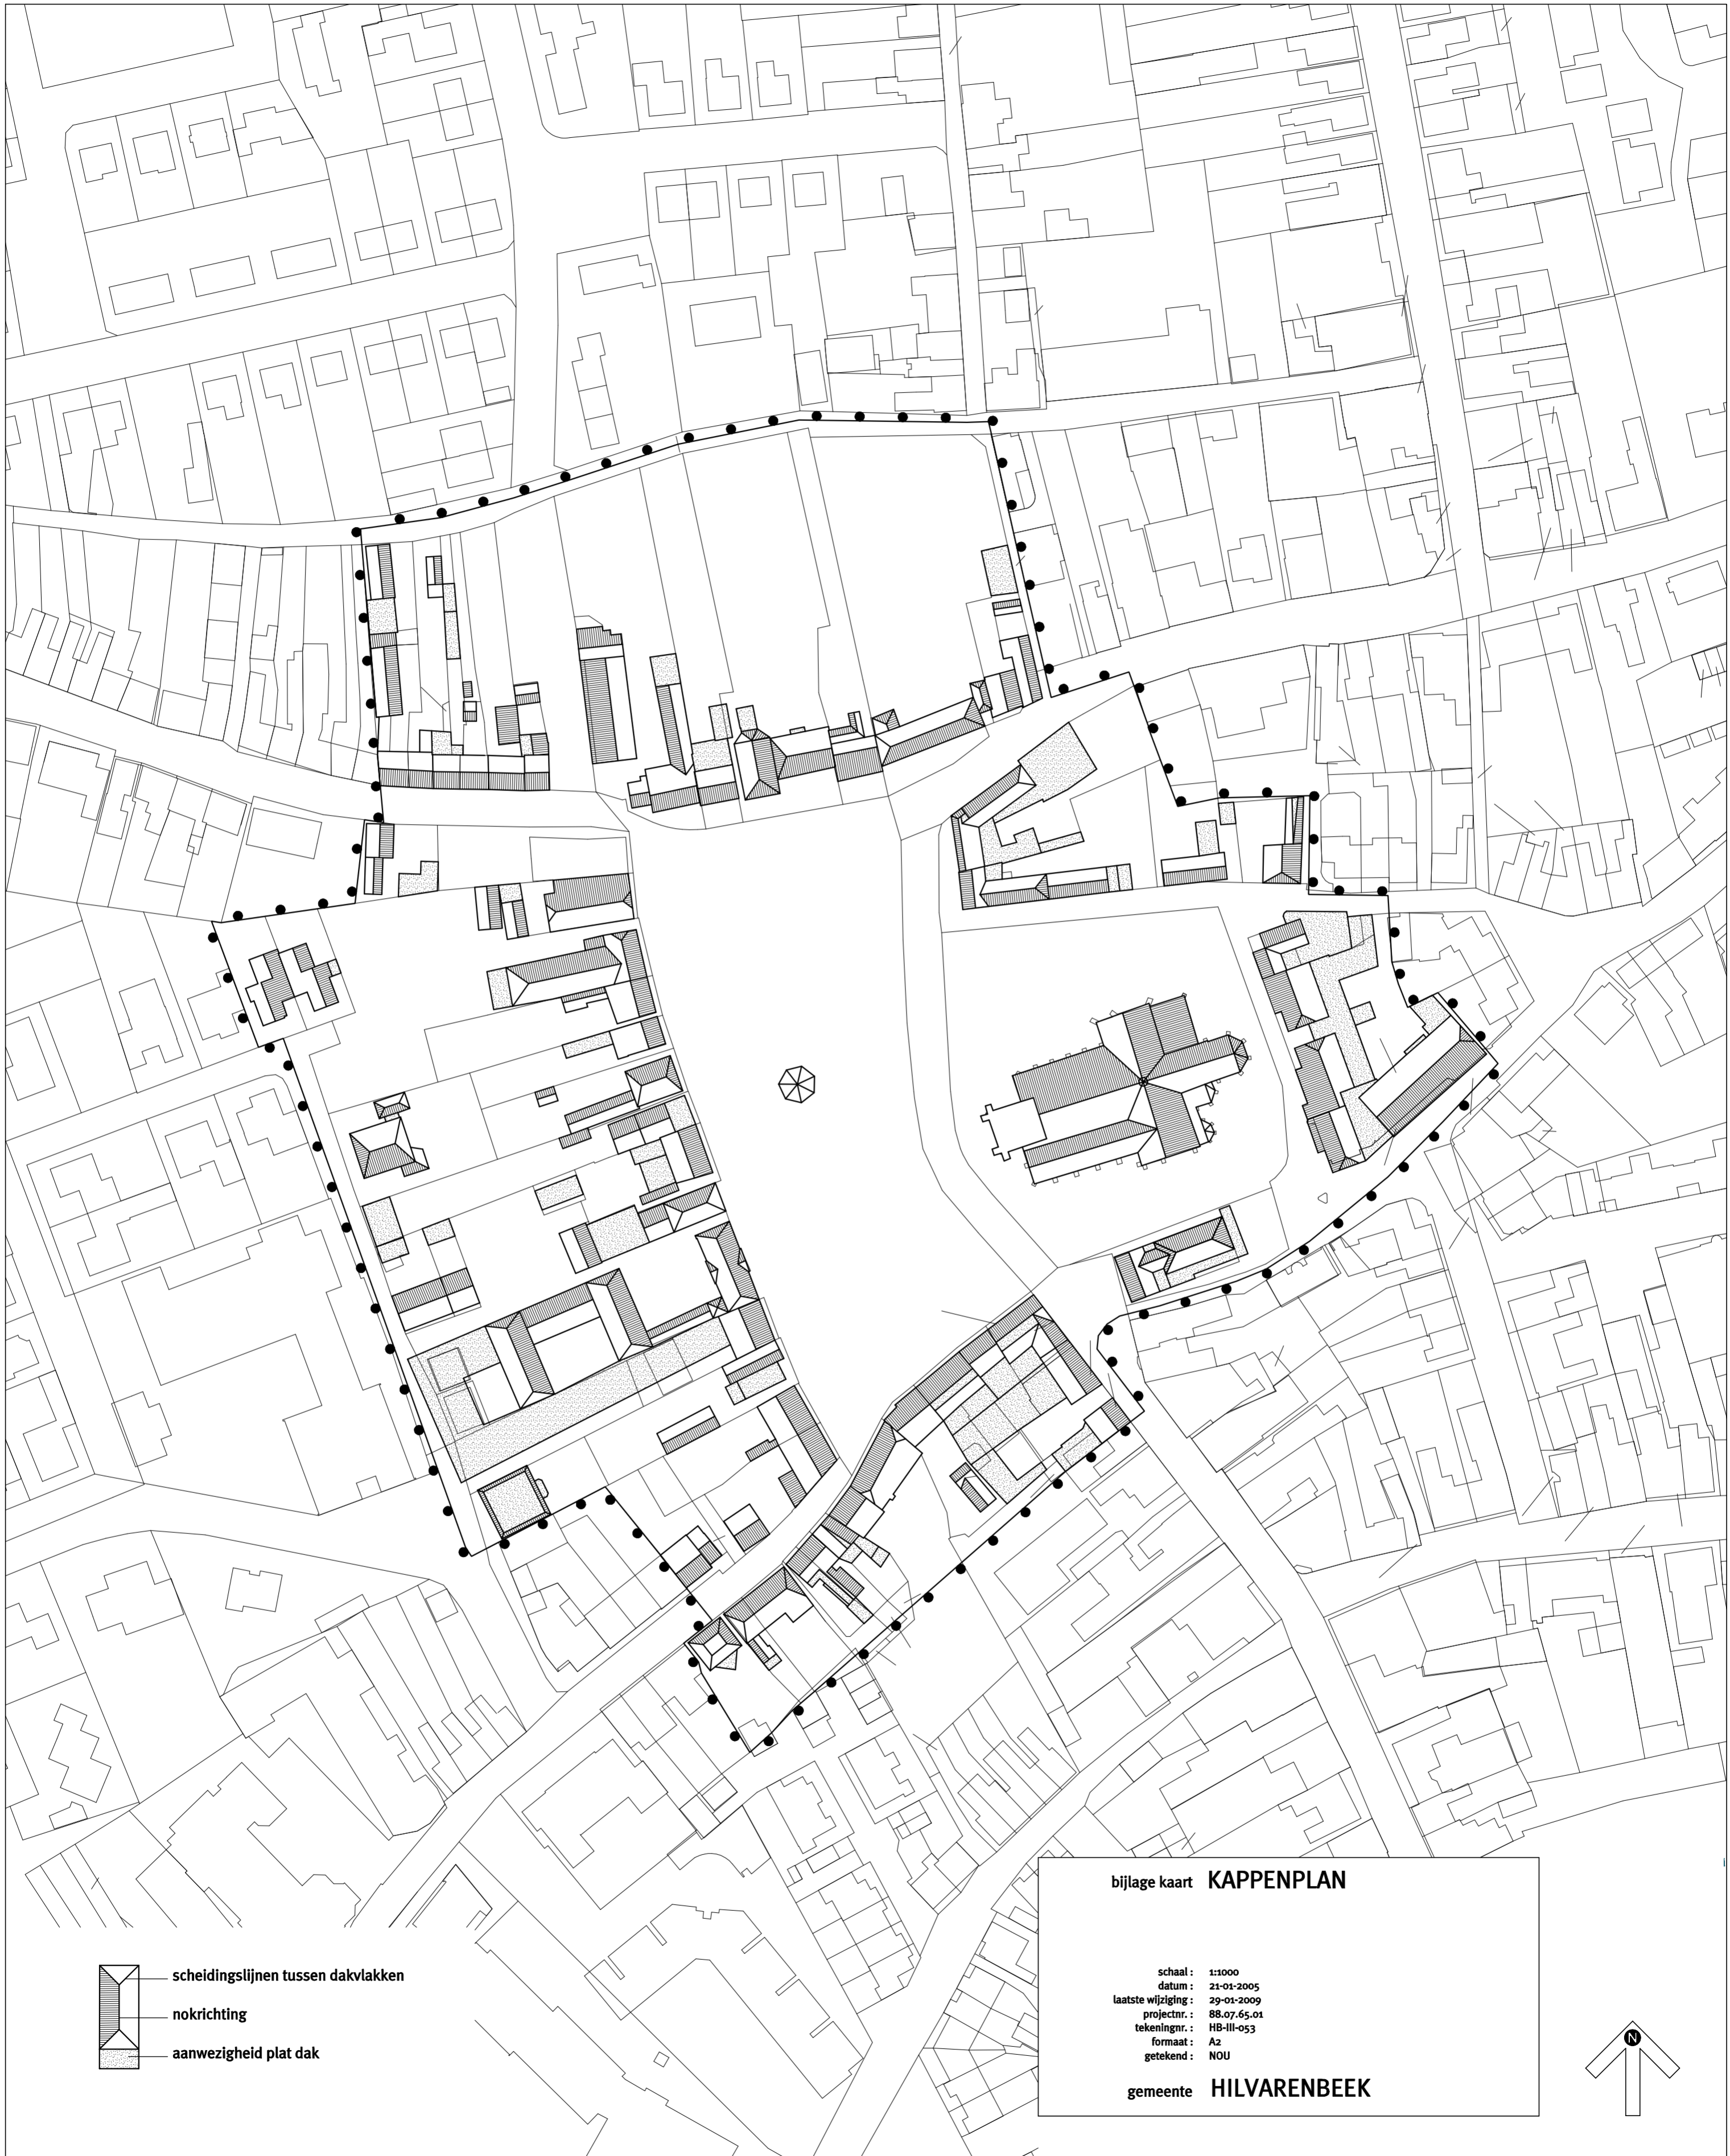 scheidingslijnen tussen dakvlakken
nokrichting
aanwezigheid plat dak
bijlage kaart KAPPENPLAN
schaal : 1:1000
datum : 21-01-2005
laatste wijziging : 29-01-2009
projectnr. : 88.07.65.01
tekeningnr. : HB-III-053
formaat : A2
getekend : NOU
gemeente HILVARENBEEK
N
i